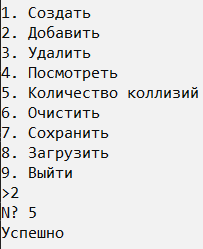 1. Создать
2. Добавить
3. Удалить
4. Посмотреть
5. Количество коллизий
6. Очистить
7. Сохранить
8. Загрузить
9. Выйти
>2
N? 5
Успешно